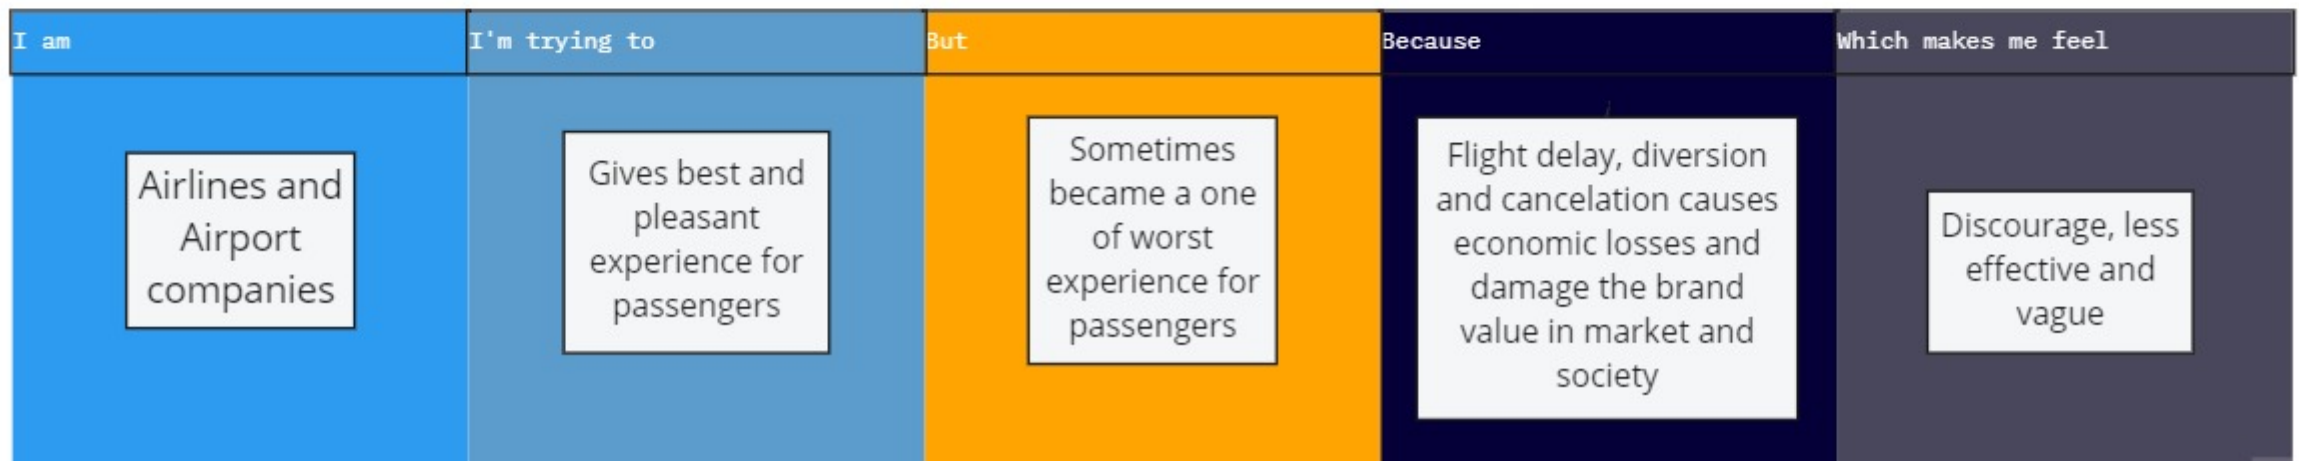 I am
I'm trying to
But
Because
Which makes me feel
Airlines and
Airport
companies
Gives best and
pleasant
experience for
passengers
Sometimes
became a one
of worst
experience for
passengers
Flight delay, diversion
and cancelation causes
economic losses and
damage the brand
value in market and
society
Discourage, less
effective and
vague